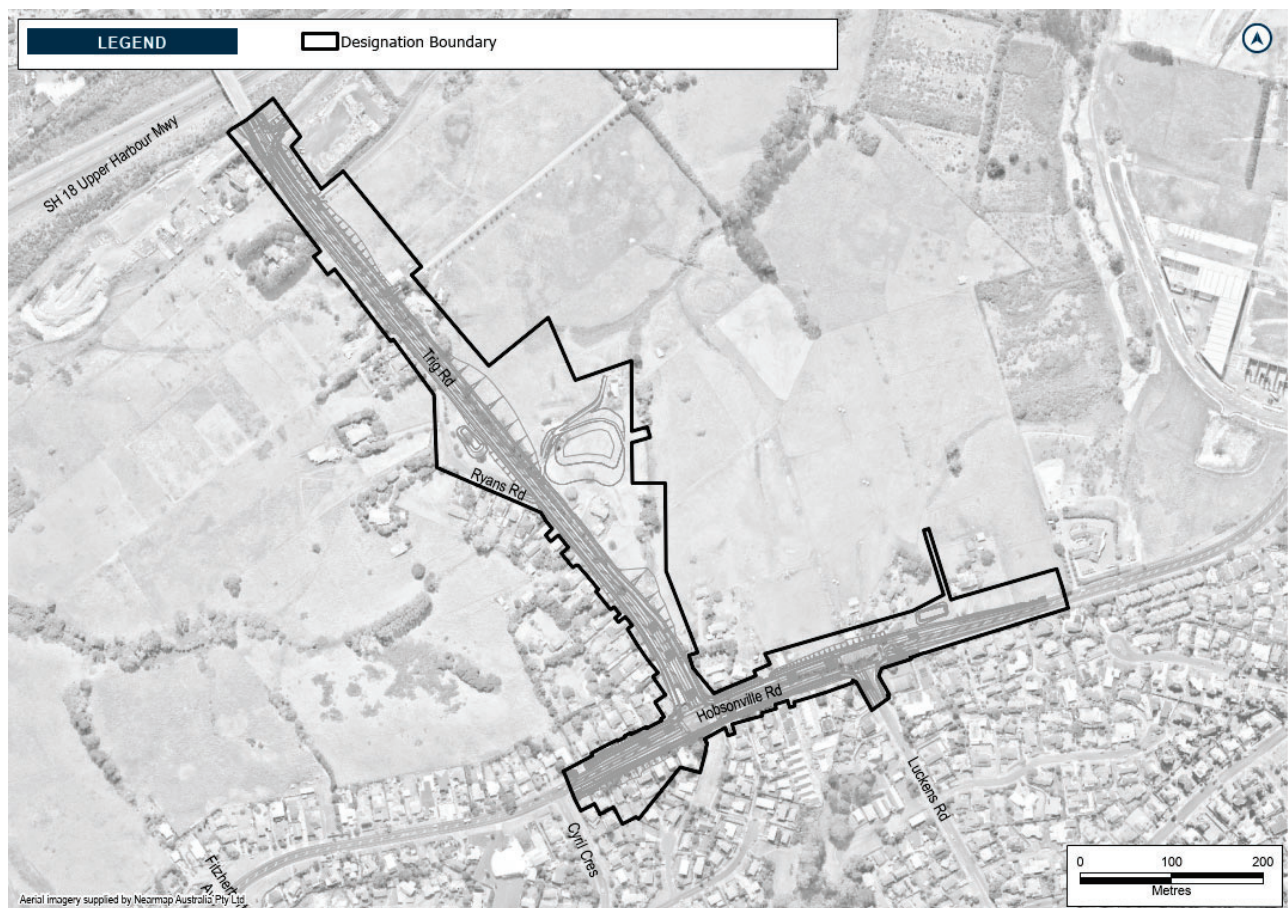 LEGEND
Designation Boundary
SH 18 Upper Harbour Mwy
Trig Rd
Ryans Rd
Hobsonville Rd
Luckens Rd
Cyril Cres
0 100 200
Metres
Aerial imagery supplied by Nearmap Australia Pty Ltd